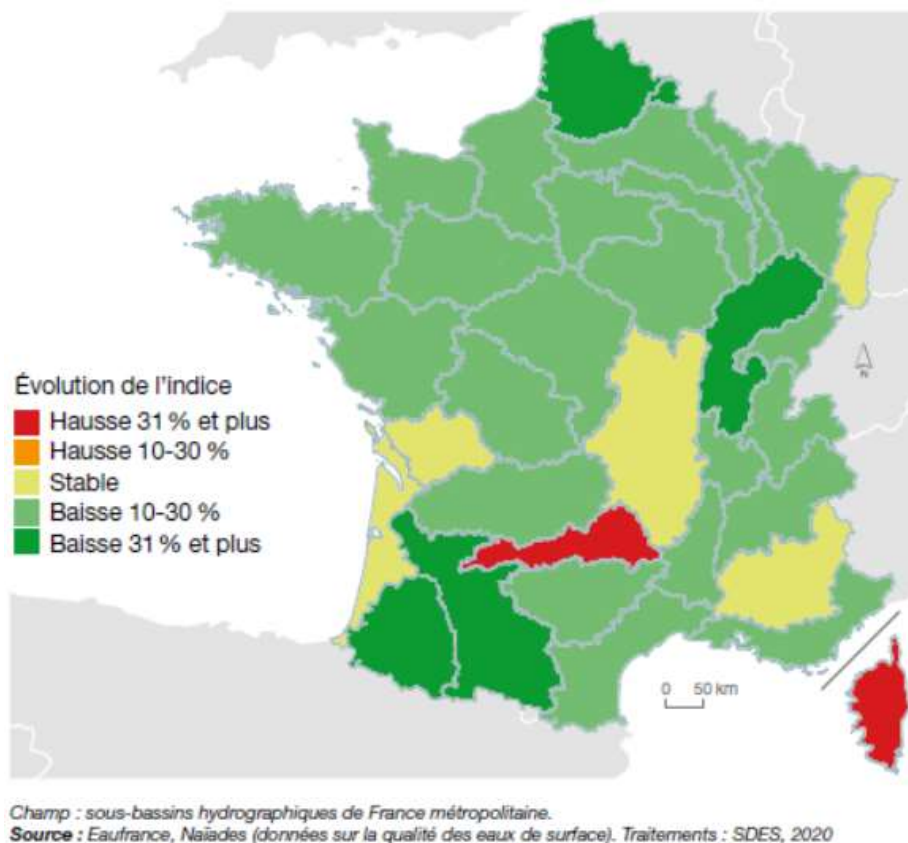 Évolution de l'indice
Hausse 31 % et plus
Hausse 10-30 %
Stable
Baisse 10-30 %
Baisse 31 % et plus
N
0 50 km
Champ : sous-bassins hydrographiques de France métropolitaine.
Source : Eaufrance, Naïades (données sur la qualité des eaux de surface). Traitements : SDES, 2020